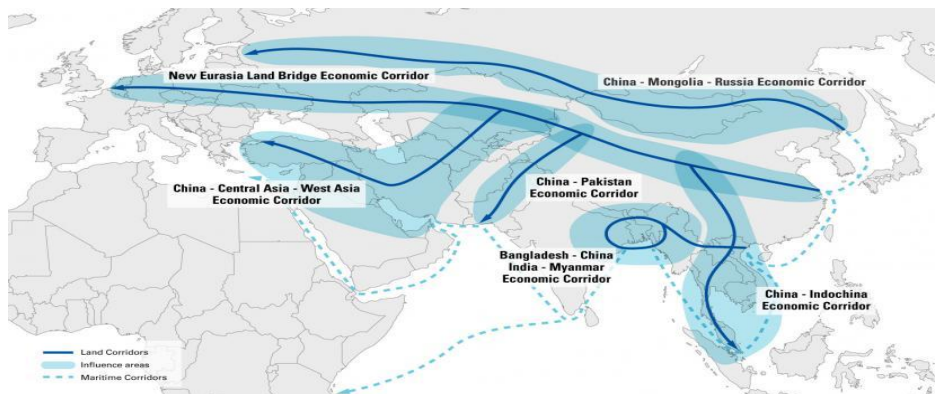 New Eurasia Land Bridge Economic Corridor
China - Mongolia - Russia Economic Corridor
China - Central Asia - West Asia
Economic Corridor
China - Pakistan
Economic Corridor
Bangladesh - China
India - Myanmar
Economic Corridor
China - Indochina
Economic Corridor
Land Corridors
Influence areas
Maritime Corridors